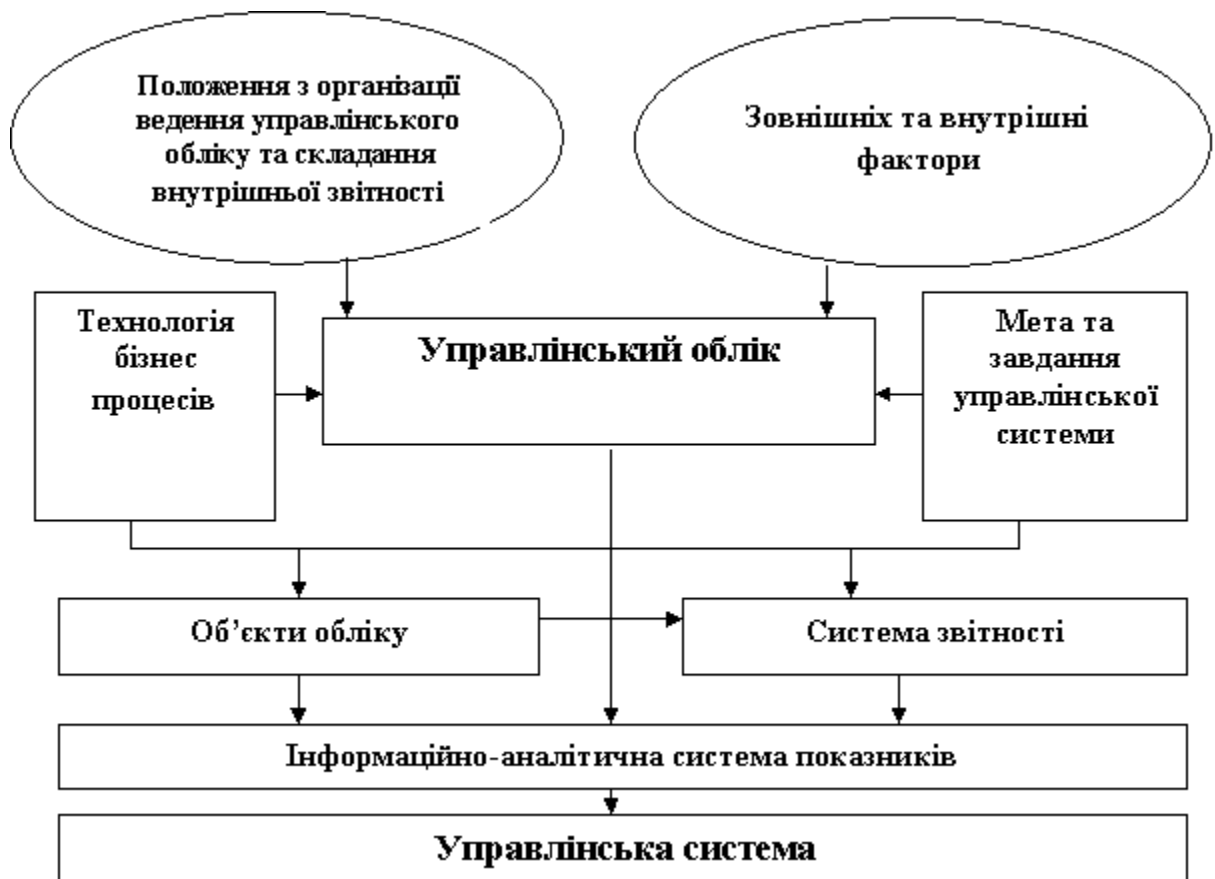 Положення з організації
ведення управлінського
обліку та складання
внутрішньої звітності
Зовнішніх та внутрішні
фактори
Технологія
бізнес
процесів
Управлінський облік
Мета та
завдання
управлінської
системи
Об’єкти обліку
Система звітності
Інформаційно-аналітична система показників
Управлінська система